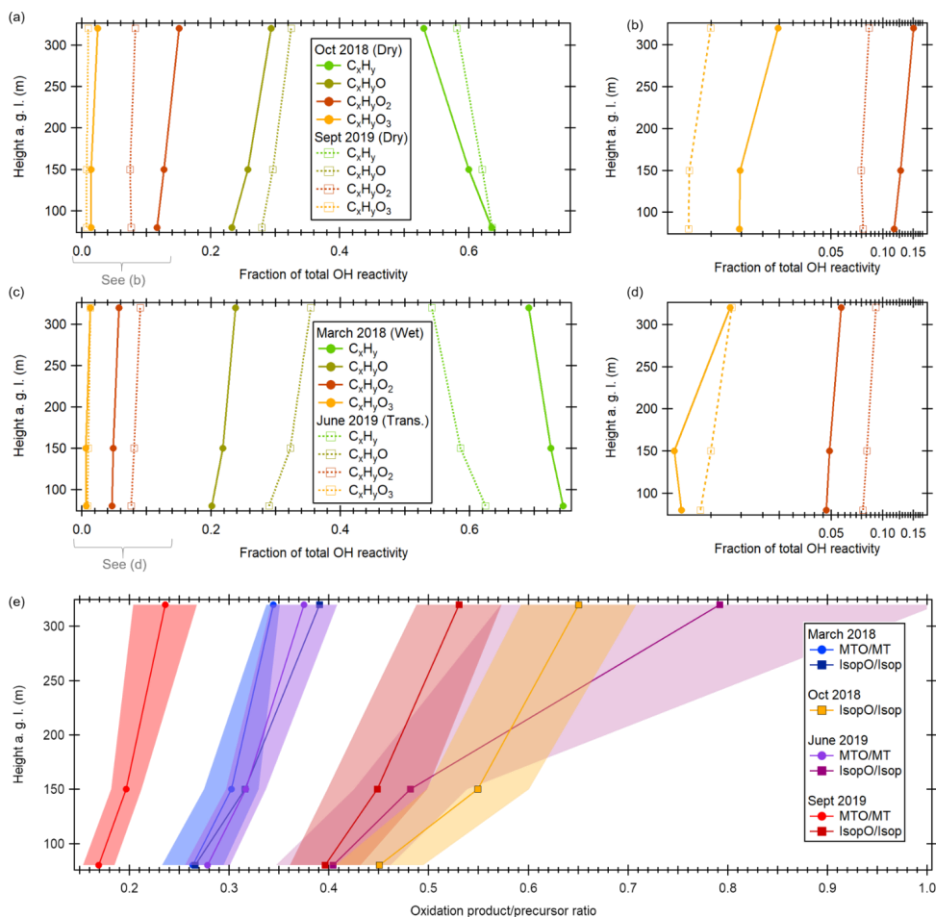 (a)
Height a. g. l. (m)
300
250
200
150
100
Oct 2018 (Dry)
CxHy
CxHyO
CxHyO2
CxHyO3
Sept 2019 (Dry)
CxHy
CxHyO
CxHyO2
CxHyO3
0.0 0.2 0.4 0.6
See (b)
Fraction of total OH reactivity
(b)
Height a. g. l. (m)
300
250
200
150
100
0.05 0.10 0.15
Fraction of total OH reactivity
(c)
Height a. g. l. (m)
300
250
200
150
100
March 2018 (Wet)
CxHy
CxHyO
CxHyO2
CxHyO3
June 2019 (Trans.)
CxHy
CxHyO
CxHyO2
CxHyO3
0.0 0.2 0.4 0.6
See (d)
Fraction of total OH reactivity
(d)
Height a. g. l. (m)
300
250
200
150
100
0.05 0.10 0.15
Fraction of total OH reactivity
(e)
Height a. g. l. (m)
300
250
200
150
100
March 2018
MTO/MT
IsopO/Isop
Oct 2018
IsopO/Isop
June 2019
MTO/MT
IsopO/Isop
Sept 2019
MTO/MT
IsopO/Isop
0.2 0.3 0.4 0.5 0.6 0.7 0.8 0.9 1.0
Oxidation product/precursor ratio